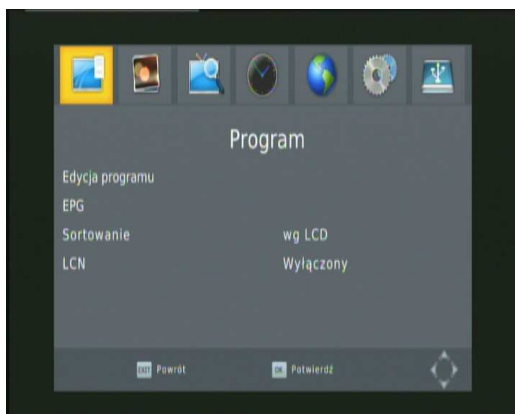 Program
Edycja programu
EPG
Sortowanie wg LCD
LCN Wyłączony
EXIT Powrót OK Potwierdź